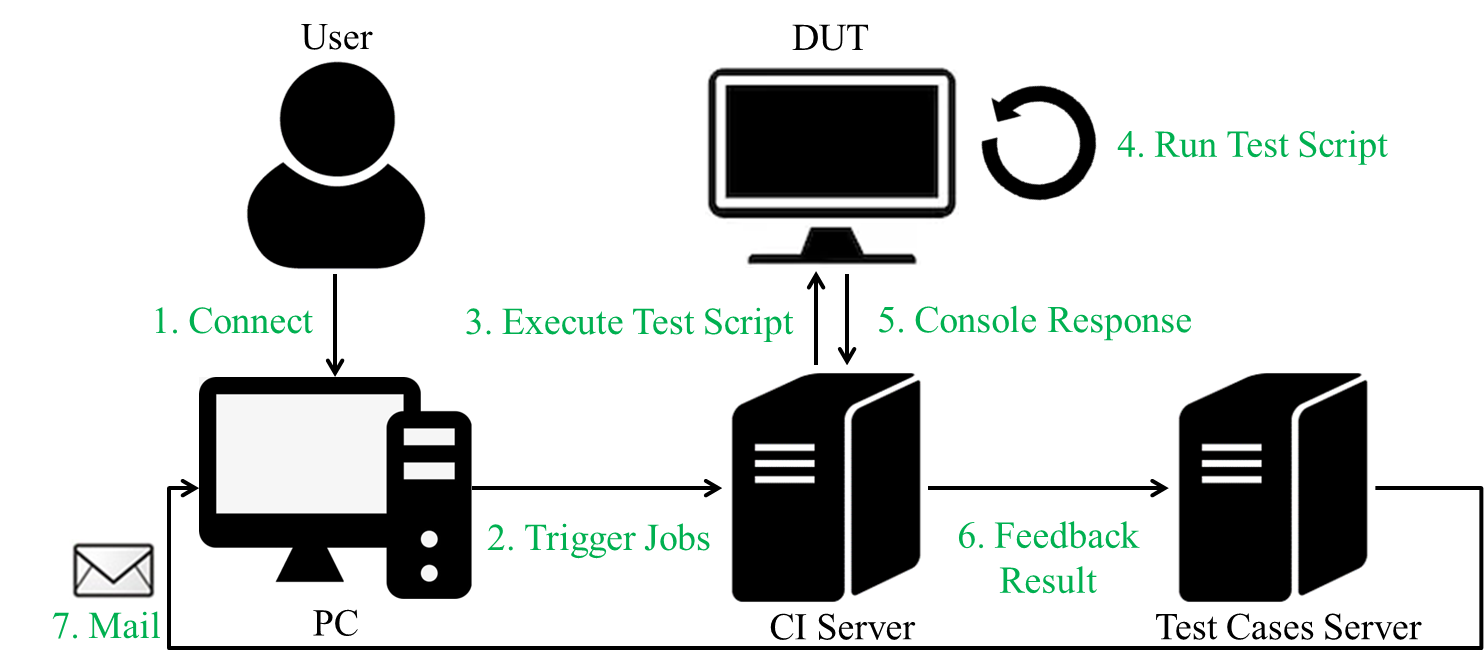 User
DUT
4. Run Test Script
1. Connect
3. Execute Test Script
5. Console Response
2. Trigger Jobs
6. Feedback
Result
7. Mail
PC
CI Server
Test Cases Server